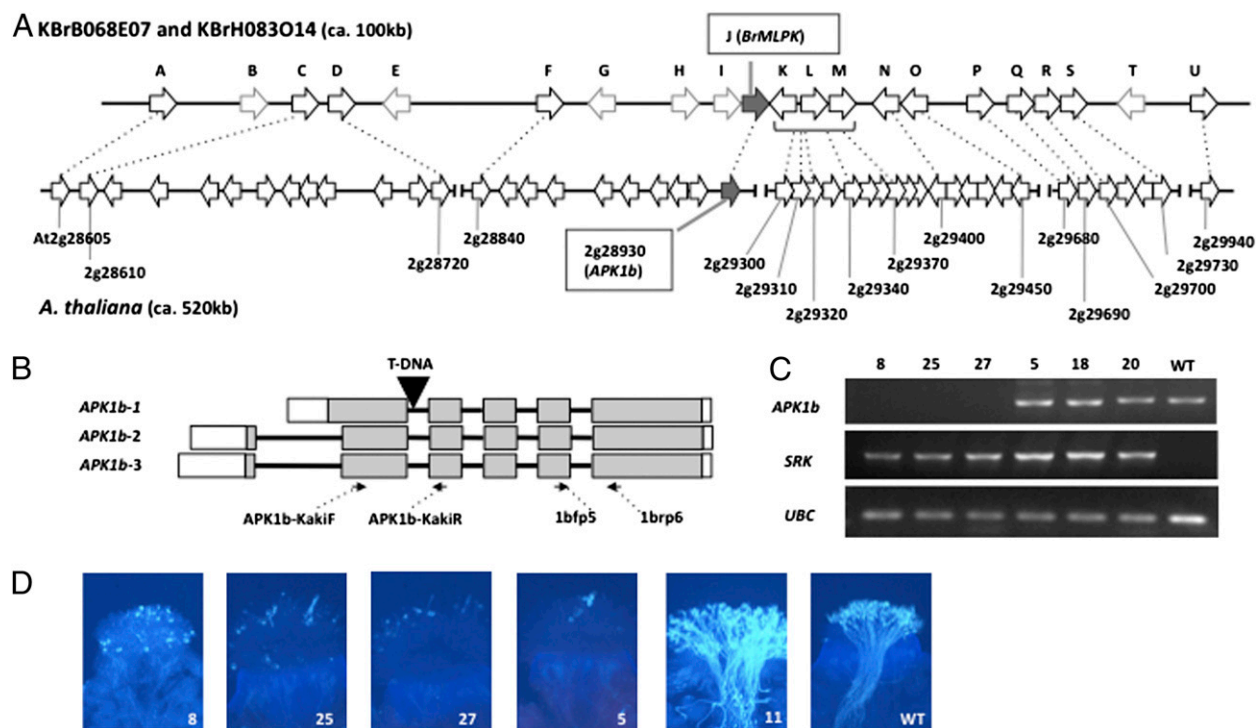 A KBrB068E07 and KBrH083O14 (ca. 100kb)
J (BrMLPK)
A B C D E F G H I K L M N O P Q R S T U
At2g28605
2g28610
2g28720
2g28840
2g28930
(APK1b)
2g29300
2g29310
2g29320
2g29340
2g29370
2g29400
2g29450
2g29680
2g29690
2g29700
2g29730
2g29940
A. thaliana (ca. 520kb)
B
T-DNA
APK1b-1
APK1b-2
APK1b-3
APK1b-KakiF APK1b-KakiR 1bfp5 1brp6
C
8 25 27 5 18 20 WT
APK1b
SRK
UBC
D
8 25 27 5 11 WT